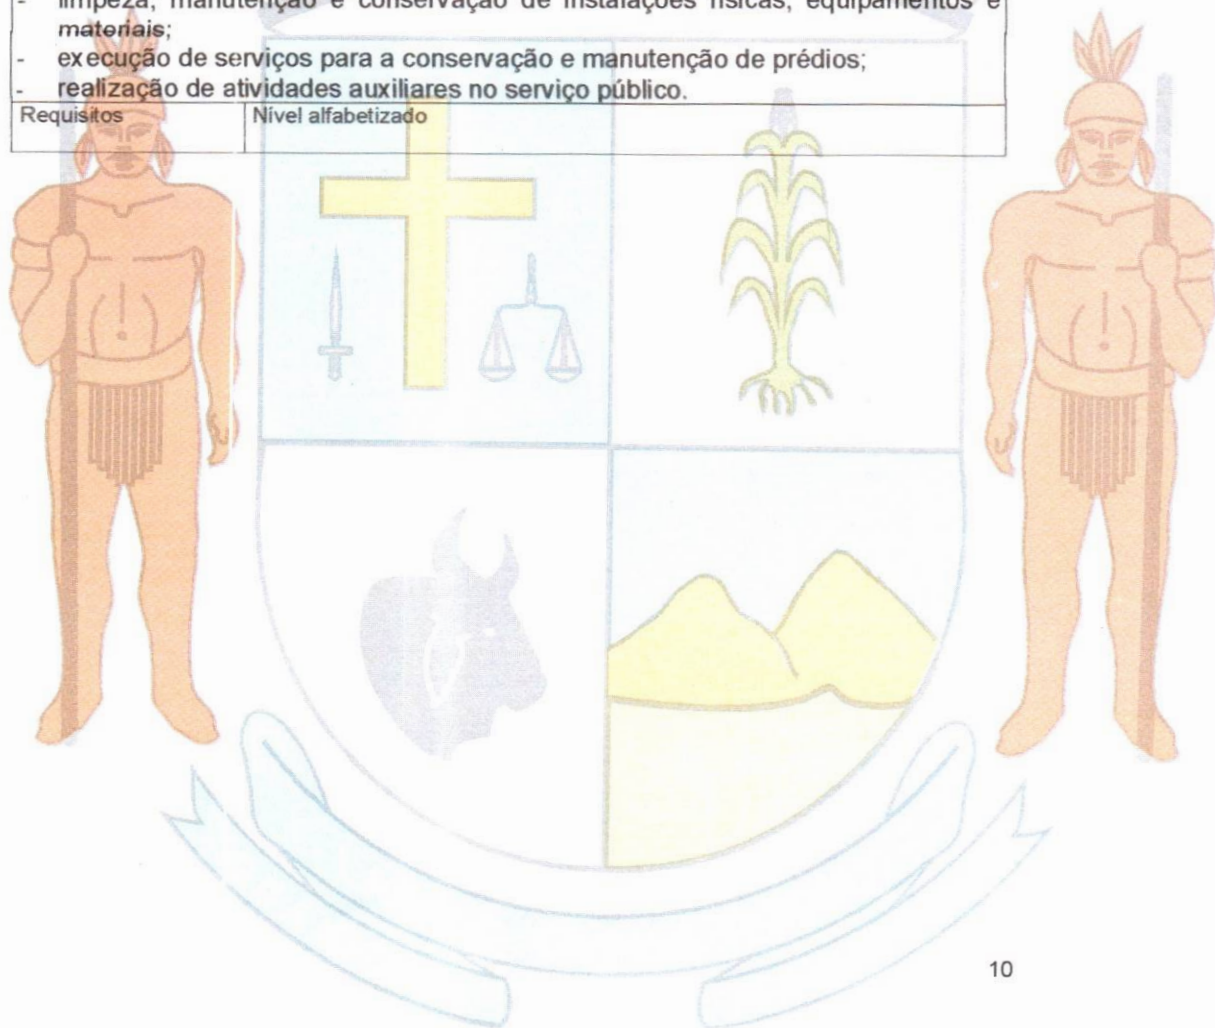 - limpeza, manutenção e conservação de instalações físicas, equipamentos e
materiais;
- execução de serviços para a conservação e manutenção de prédios;
- realização de atividades auxiliares no serviço público.
Requisitos Nível alfabetizado
10